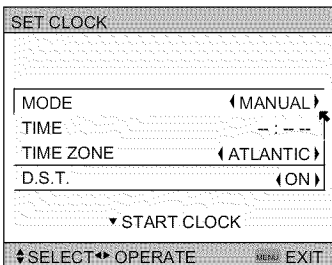 SET CLOCK
MODE ◀ MANUAL ▶
TIME -- : -- --
TIME ZONE ◀ ATLANTIC ▶
D.S.T. ◀ ON ▶
▼ START CLOCK
▲▼ SELECT ◀▶ OPERATE MENU EXIT